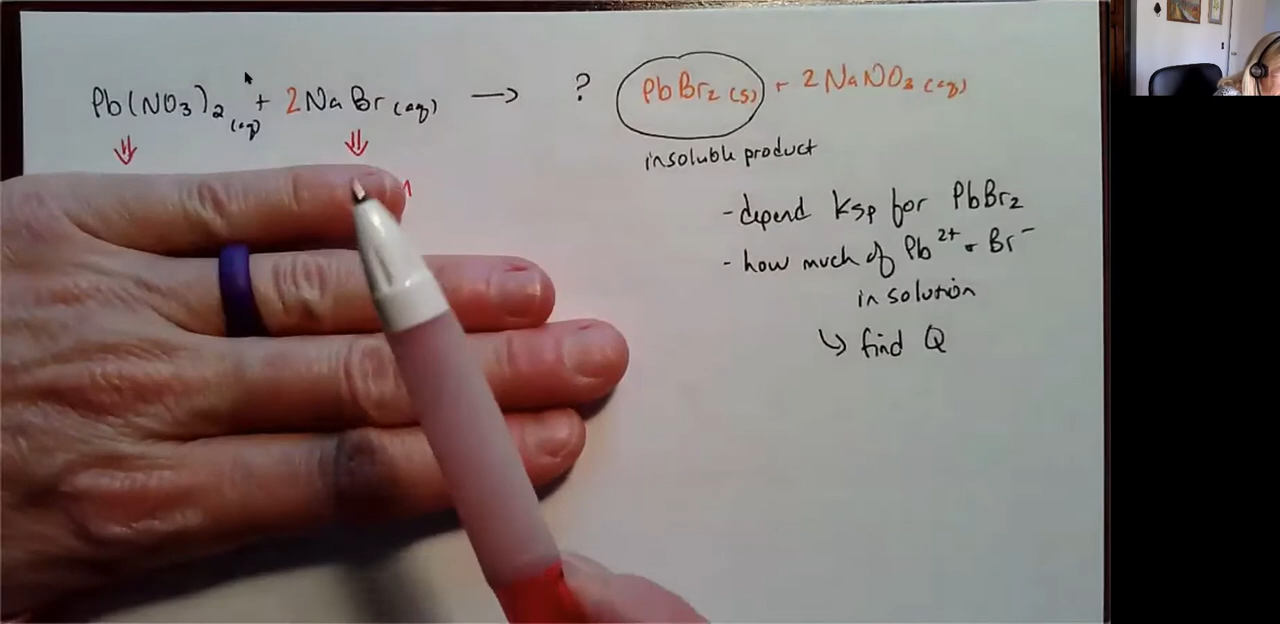 Pb(NO3)2 (aq) + 2NaBr (aq) → ? PbBr2 (s) + 2NaNO3 (aq)
insoluble product
- depend ksp for PbBr2
- how much of Pb2+ + Br-
in solution
↳ find Q